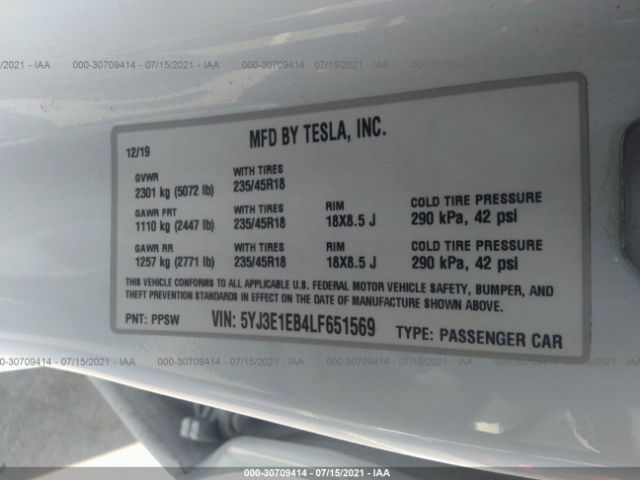 /2021 - IAA 000-30709414 - 07/15/2021 - IAA 000-30709414 - 07/15/2021 - IAA 000-30709414 - 07/15/2
MFD BY TESLA, INC.
12/19
GVWR WITH TIRES
2301 kg (5072 lb) 235/45R18
GAWR FRT WITH TIRES RIM COLD TIRE PRESSURE
1110 kg (2447 lb) 235/45R18 18X8.5 J 290 kPa, 42 psi
GAWR RR WITH TIRES RIM COLD TIRE PRESSURE
1257 kg (2771 lb) 235/45R18 18X8.5 J 290 kPa, 42 psi
THIS VEHICLE CONFORMS TO ALL APPLICABLE U.S. FEDERAL MOTOR VEHICLE SAFETY, BUMPER, AND
THEFT PREVENTION STANDARDS IN EFFECT ON THE DATE OF MANUFACTURE SHOWN ABOVE.
PNT: PPSW VIN: 5YJ3E1EB4LF651569 TYPE: PASSENGER CAR
/2021 - IAA 000-30709414 - 07/15/2021 - IAA 000-30709414 - 07/15/2021 - IAA 000-30709414 - 07/15/2
000-30709414 - 07/15/2021 - IAA